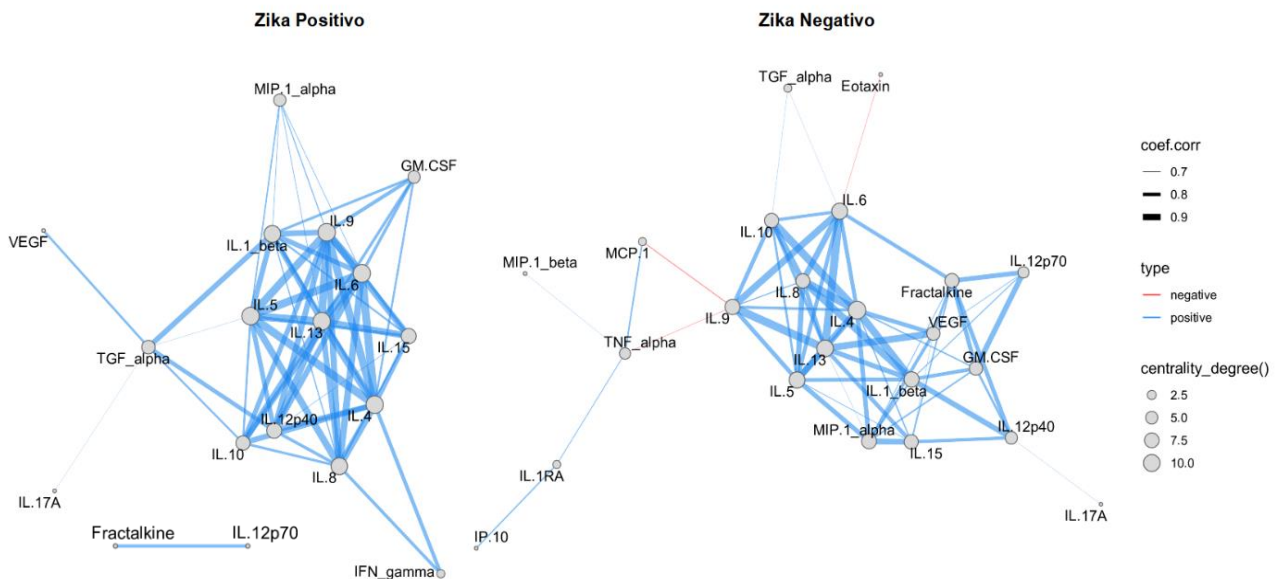 Zika Positivo
MIP.1_alpha
GM.CSF
VEGF
IL.9
IL.1_beta
IL.6
IL.5
IL.13
IL.15
TGF_alpha
IL.12p40
IL.4
IL.10
IL.8
IL.17A
Fractalkine
IL.12p70
IFN_gamma
Zika Negativo
TGF_alpha
Eotaxin
IL.6
IL.10
MCP.1
MIP.1_beta
IL.12p70
IL.8
Fractalkine
IL.9
IL.4
VEGF
TNF_alpha
IL.13
GM.CSF
IL.5
IL.1_beta
MIP.1_alpha
IL.15
IL.12p40
IL.1RA
IL.17A
IP.10
coef.corr
0.7
0.8
0.9
type
negative
positive
centrality_degree()
2.5
5.0
7.5
10.0